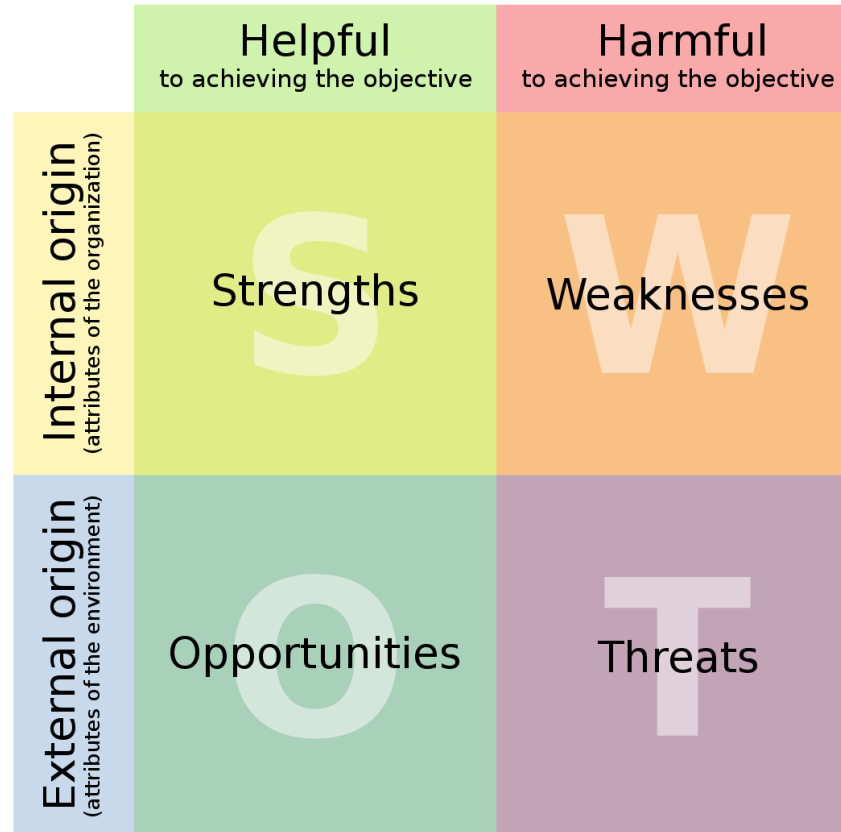 Helpful
to achieving the objective
Harmful
to achieving the objective
Internal origin
(attributes of the organization)
S
Strengths
W
Weaknesses
External origin
(attributes of the environment)
O
Opportunities
T
Threats